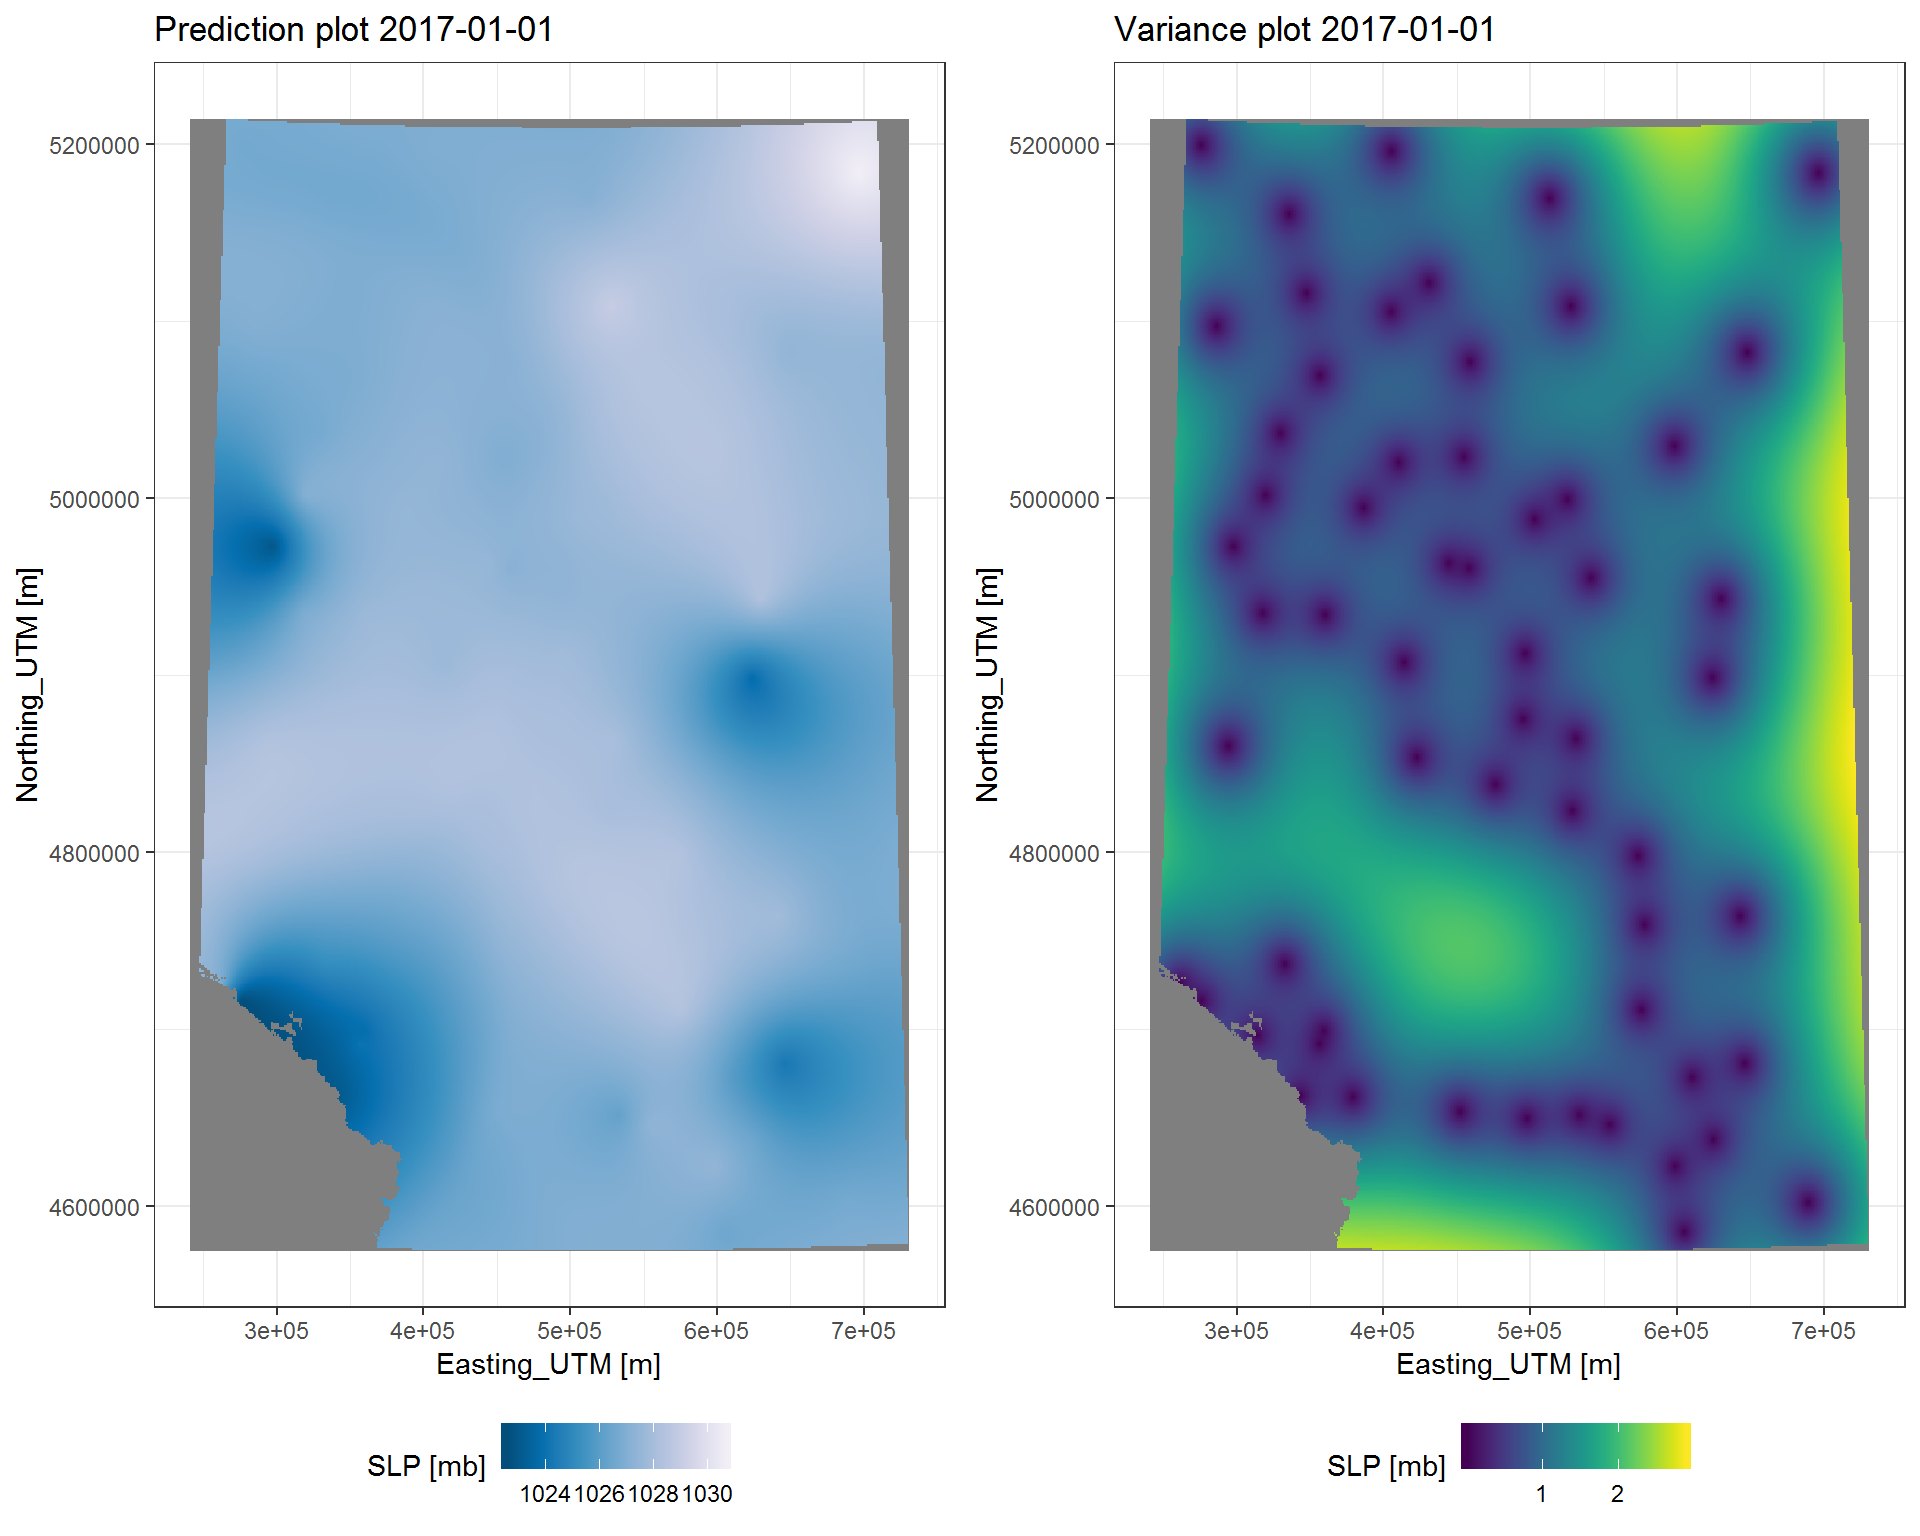 Prediction plot 2017-01-01
5200000
5000000
4800000
4600000
Northing_UTM [m]
3e+05 4e+05 5e+05 6e+05 7e+05
Easting_UTM [m]
SLP [mb]
1024 1026 1028 1030
Variance plot 2017-01-01
5200000
5000000
4800000
4600000
Northing_UTM [m]
3e+05 4e+05 5e+05 6e+05 7e+05
Easting_UTM [m]
SLP [mb]
1 2